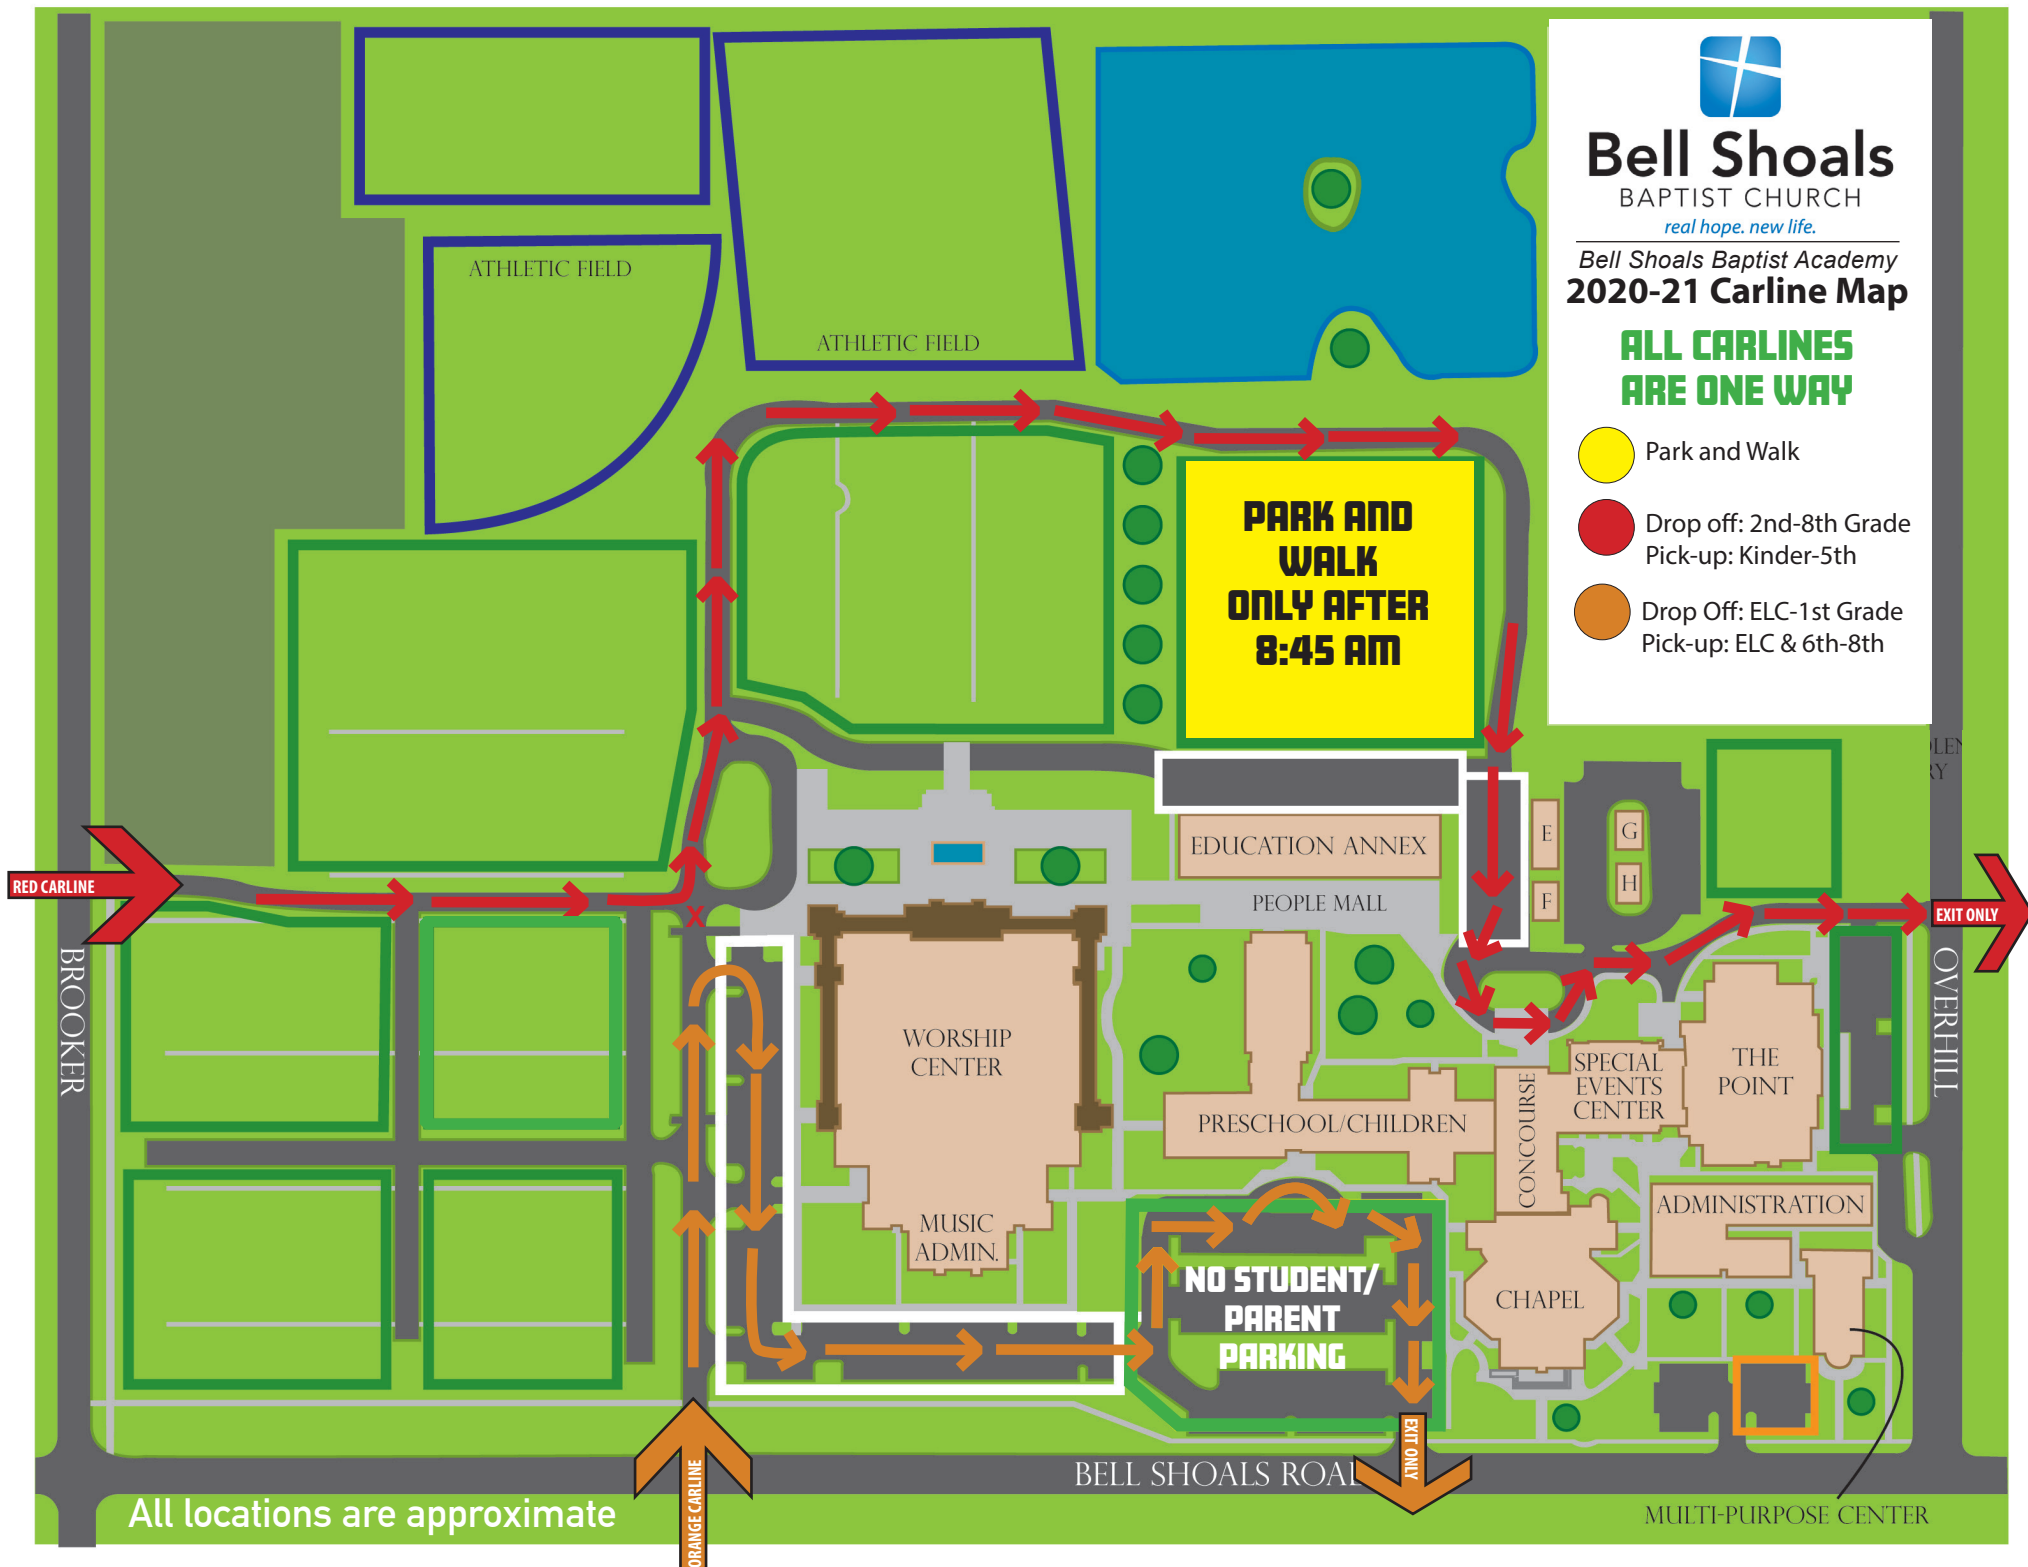 Bell Shoals
BAPTIST CHURCH
real hope. new life.
Bell Shoals Baptist Academy
2020-21 Carline Map
ALL CARLINES
ARE ONE WAY
Park and Walk
Drop off: 2nd-8th Grade
Pick-up: Kinder-5th
Drop Off: ELC-1st Grade
Pick-up: ELC & 6th-8th
ATHLETIC FIELD
ATHLETIC FIELD
PARK AND
WALK
ONLY AFTER
8:45 AM
EDUCATION ANNEX
E
F
G
H
PEOPLE MALL
RED CARLINE
X
EXIT ONLY
BROOKER
OVERHILL
WORSHIP
CENTER
MUSIC
ADMIN.
PRESCHOOL/CHILDREN
CONCOURSE
SPECIAL
EVENTS
CENTER
THE
POINT
ADMINISTRATION
CHAPEL
NO STUDENT/
PARENT
PARKING
EXIT ONLY
ORANGE CARLINE
BELL SHOALS ROA
All locations are approximate
MULTI-PURPOSE CENTER